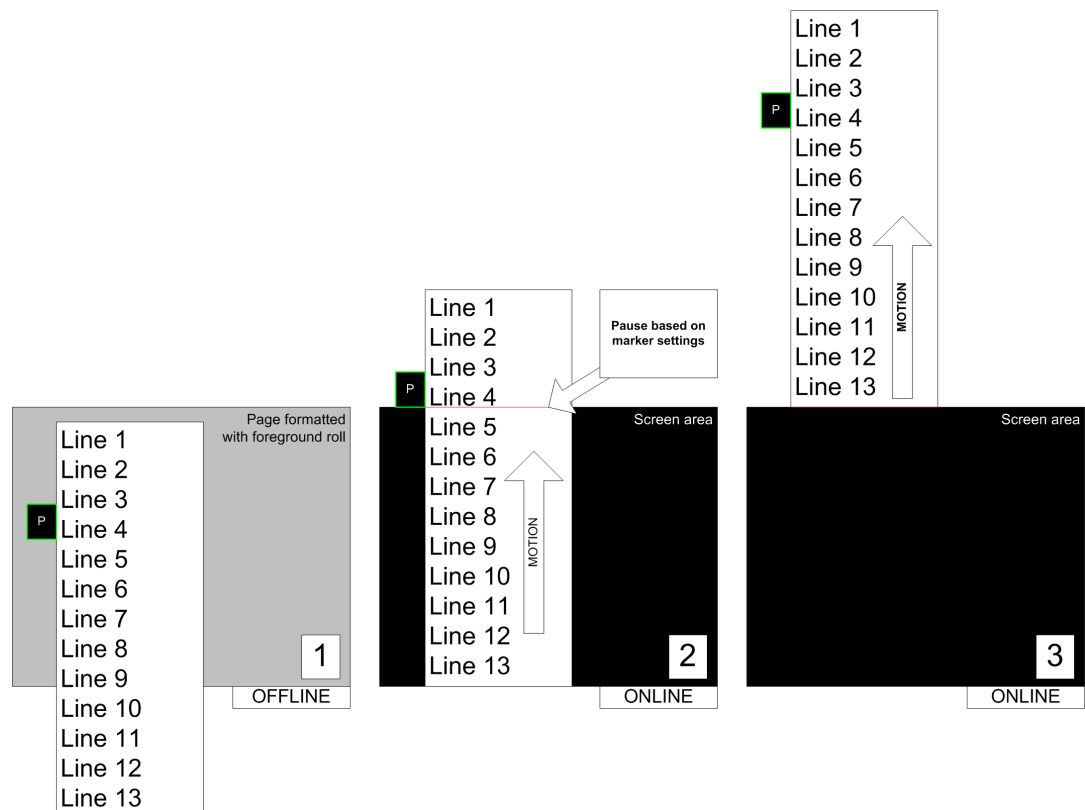 Page formatted
with foreground roll
P
Line 1
Line 2
Line 3
Line 4
Line 5
Line 6
Line 7
Line 8
Line 9
Line 10
Line 11
Line 12
Line 13
1
OFFLINE
Line 1
Line 2
Line 3
Line 4
P
Pause based on
marker settings
Screen area
Line 5
Line 6
Line 7
Line 8
Line 9
Line 10
Line 11
Line 12
Line 13
MOTION
2
ONLINE
Line 1
Line 2
Line 3
P
Line 4
Line 5
Line 6
Line 7
Line 8
Line 9
Line 10
Line 11
Line 12
Line 13
MOTION
Screen area
3
ONLINE